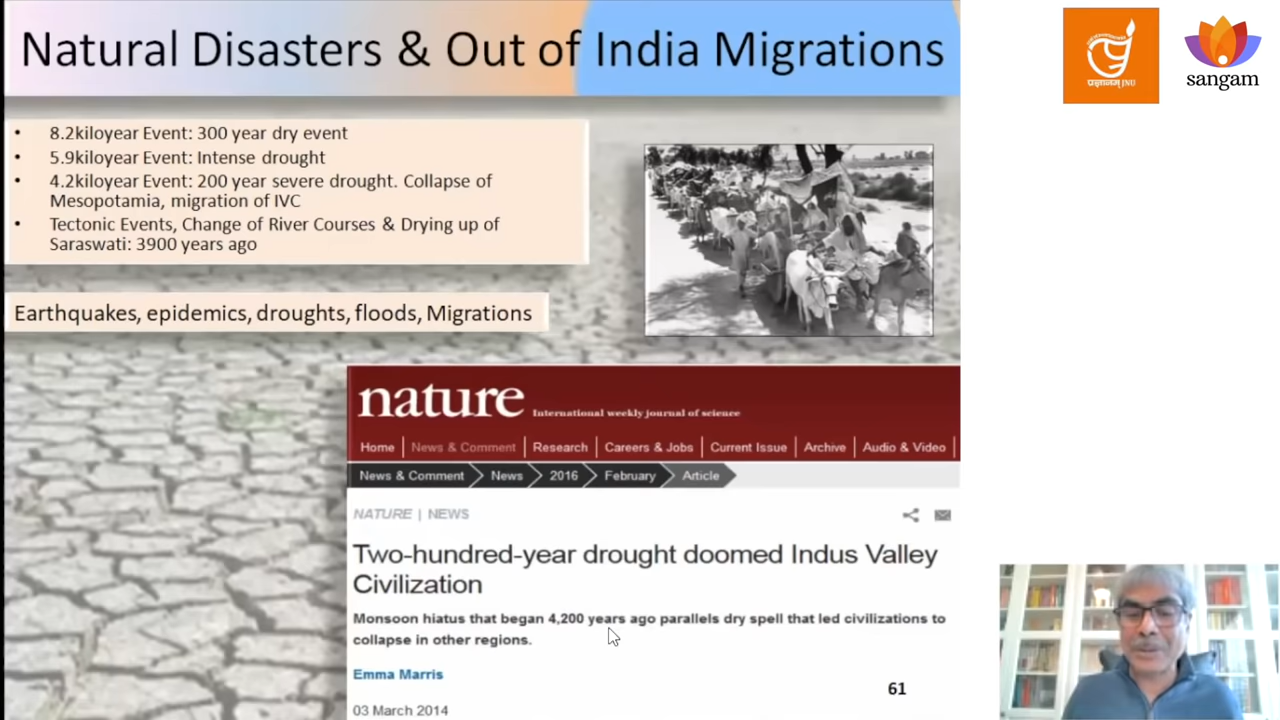 Natural Disasters & Out of India Migrations
प्रज्ञानम् JNU
sangam
• 8.2kiloyear Event: 300 year dry event
• 5.9kiloyear Event: Intense drought
• 4.2kiloyear Event: 200 year severe drought. Collapse of
Mesopotamia, migration of IVC
• Tectonic Events, Change of River Courses & Drying up of
Saraswati: 3900 years ago
Earthquakes, epidemics, droughts, floods, Migrations
nature International weekly journal of science
Home | News & Comment | Research | Careers & Jobs | Current Issue | Archive | Audio & Video |
News & Comment News 2016 February Article
NATURE | NEWS
Two-hundred-year drought doomed Indus Valley
Civilization
Monsoon hiatus that began 4,200 years ago parallels dry spell that led civilizations to
collapse in other regions.
Emma Marris
61
03 March 2014